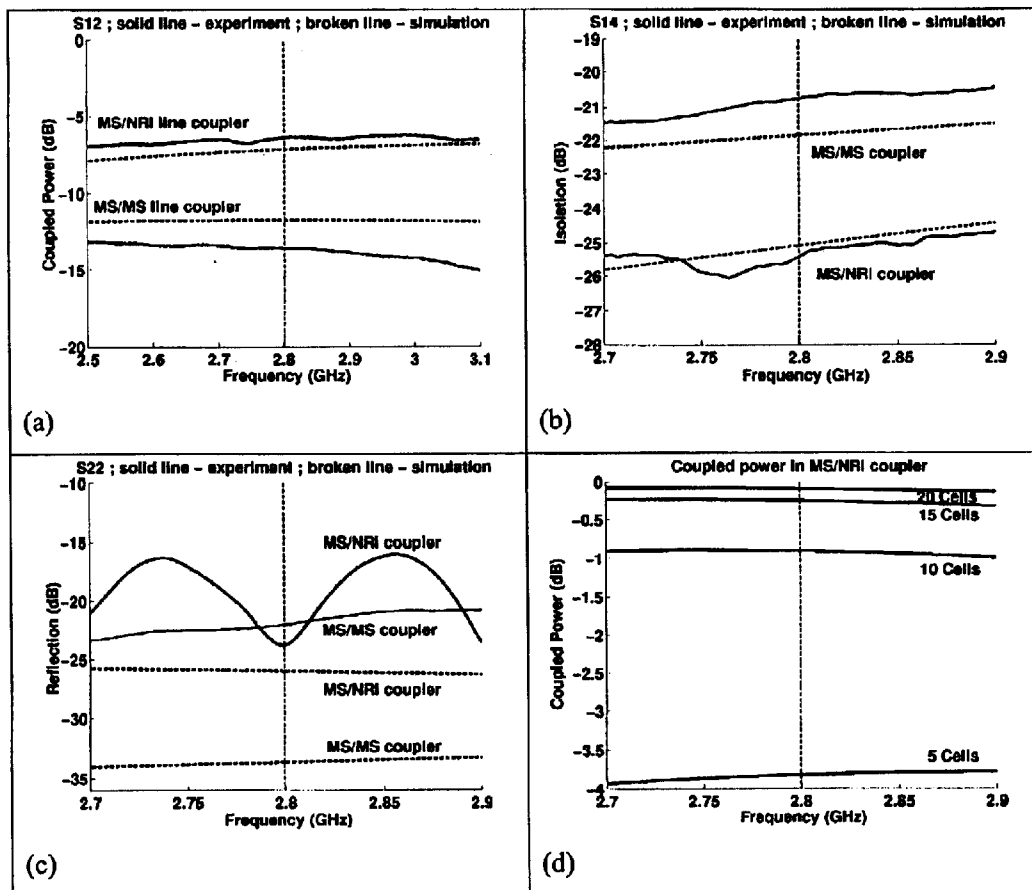 S12 ; solid line – experiment ; broken line – simulation
0
−5
−10
−15
−20
Coupled Power (dB)
MS/NRI line coupler
MS/MS line coupler
2.5 2.6 2.7 2.8 2.9 3 3.1
Frequency (GHz)
(a)
S14 ; solid line – experiment ; broken line – simulation
−19
−20
−21
−22
−23
−24
−25
−26
−27
−28
Isolation (dB)
MS/MS coupler
MS/NRI coupler
2.7 2.75 2.8 2.85 2.9
Frequency (GHz)
(b)
S22 ; solid line – experiment ; broken line – simulation
−10
−15
−20
−25
−30
−35
Reflection (dB)
MS/NRI coupler
MS/MS coupler
MS/NRI coupler
MS/MS coupler
2.7 2.75 2.8 2.85 2.9
Frequency (GHz)
(c)
Coupled power in MS/NRI coupler
0
−0.5
−1
−1.5
−2
−2.5
−3
−3.5
−4
Coupled Power (dB)
20 Cells
15 Cells
10 Cells
5 Cells
2.7 2.75 2.8 2.85 2.9
Frequency (GHz)
(d)